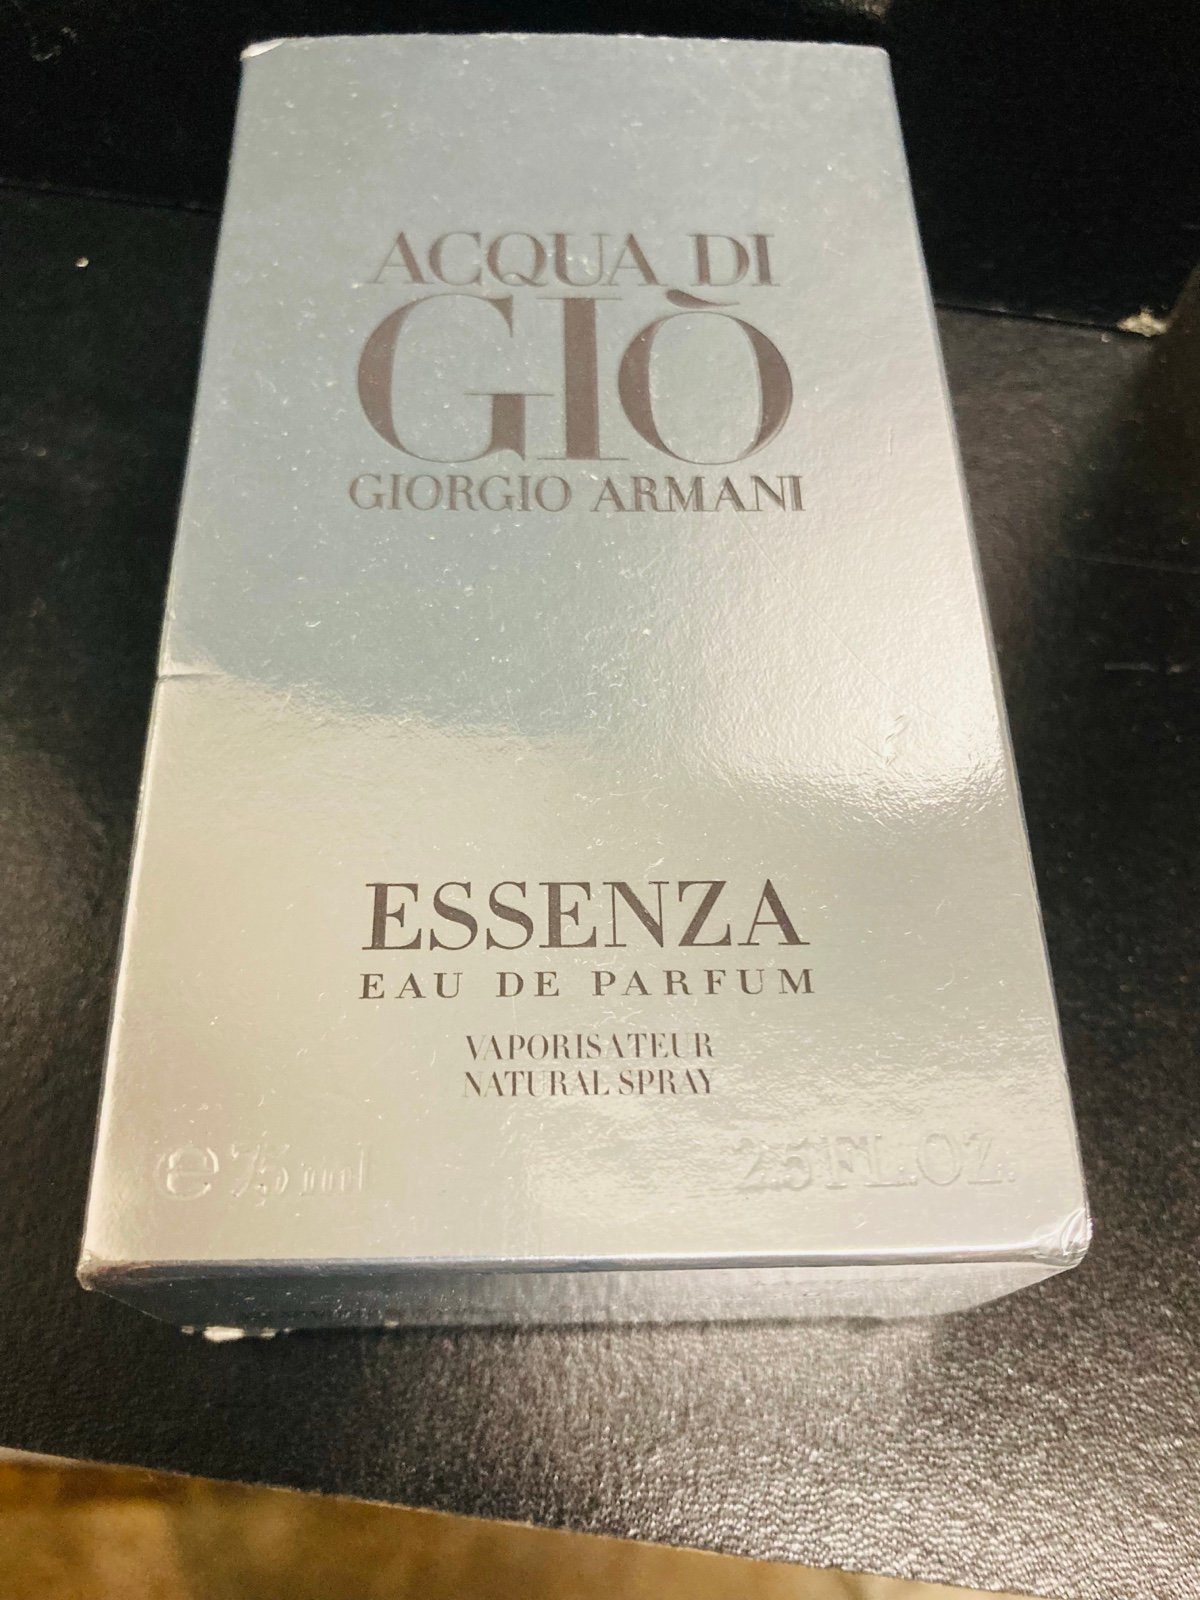 ACQUA DI
GIÒ
GIORGIO ARMANI
ESSENZA
EAU DE PARFUM
VAPORISATEUR
NATURAL SPRAY
℮ 75 ml
2.5 FL.OZ.